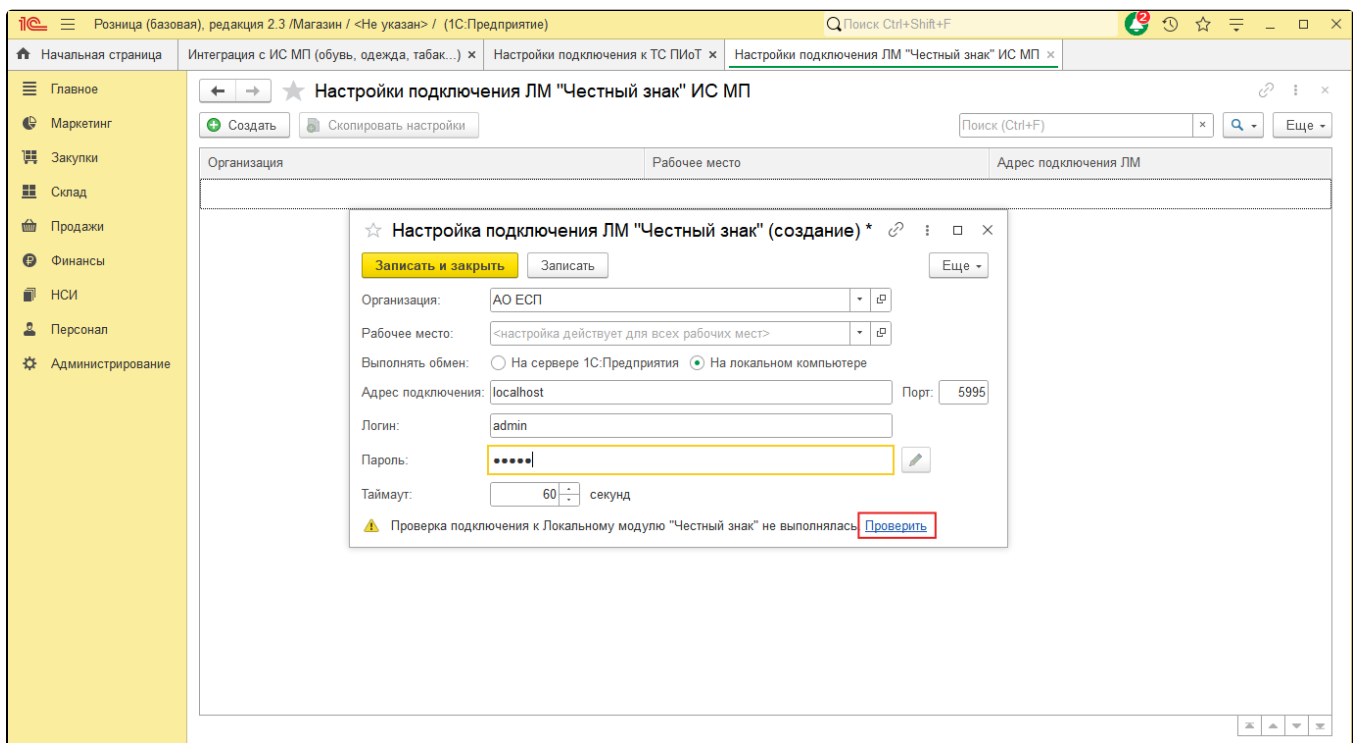 Розница (базовая), редакция 2.3 /Магазин / <Не указан> / (1С:Предприятие)
Поиск Ctrl+Shift+F
2
Начальная страница
Интеграция с ИС МП (обувь, одежда, табак...)
Настройки подключения к ТС ПИоТ
Настройки подключения ЛМ "Честный знак" ИС МП
Главное
Маркетинг
Закупки
Склад
Продажи
Финансы
НСИ
Персонал
Администрирование
Настройки подключения ЛМ "Честный знак" ИС МП
Создать
Скопировать настройки
Поиск (Ctrl+F)
Еще
Организация
Рабочее место
Адрес подключения ЛМ
Настройка подключения ЛМ "Честный знак" (создание) *
Записать и закрыть
Записать
Еще
Организация: АО ЕСП
Рабочее место: <настройка действует для всех рабочих мест>
Выполнять обмен: На сервере 1С:Предприятия На локальном компьютере
Адрес подключения: localhost Порт: 5995
Логин: admin
Пароль: •••••
Таймаут: 60 секунд
Проверка подключения к Локальному модулю "Честный знак" не выполнялась Проверить